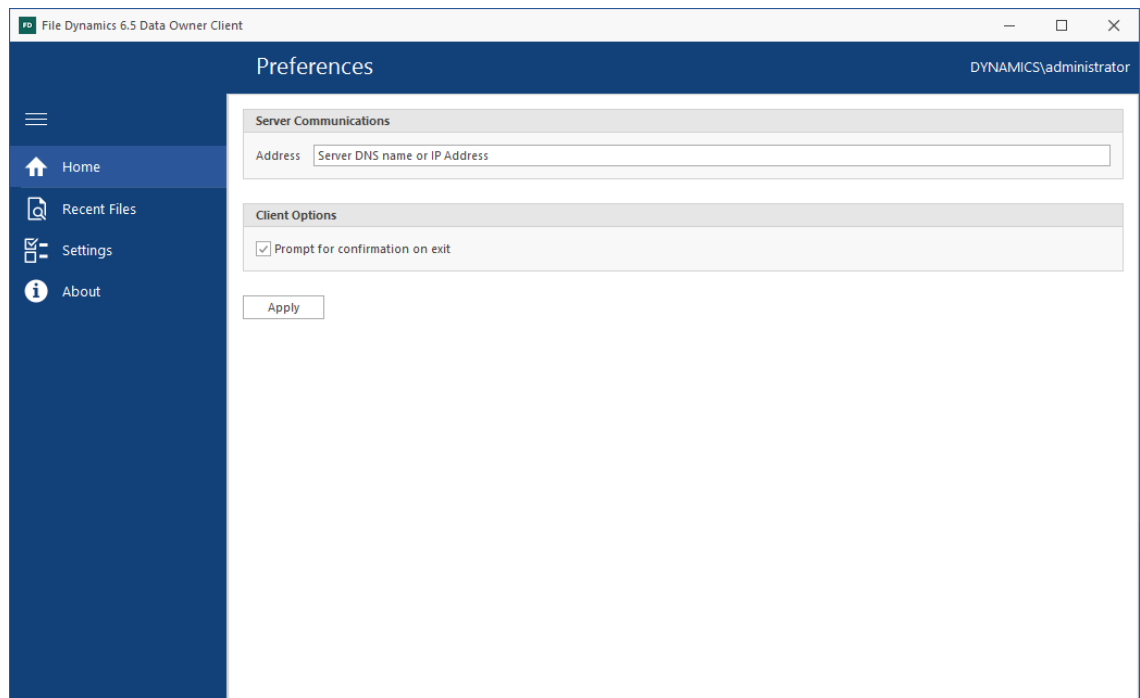 FD File Dynamics 6.5 Data Owner Client
Preferences
DYNAMICS\administrator
Home
Recent Files
Settings
About
Server Communications
Address Server DNS name or IP Address
Client Options
Prompt for confirmation on exit
Apply